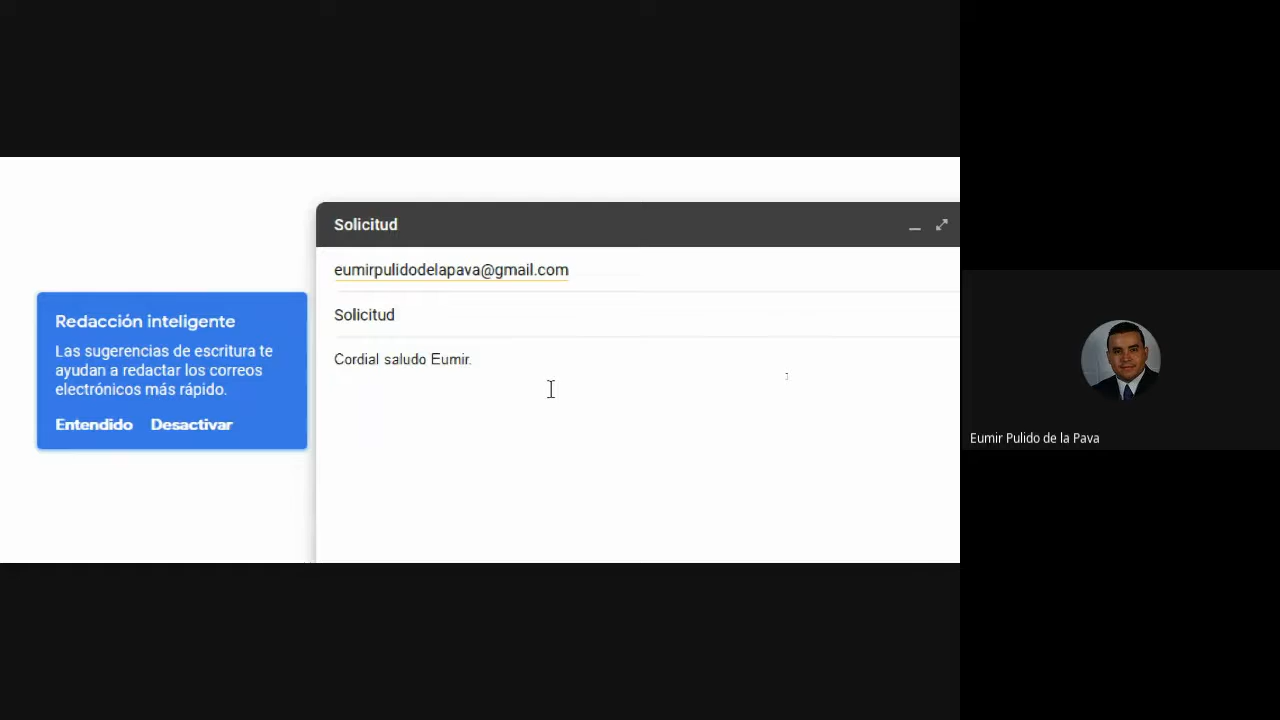 Solicitud
eumirpulidodelapava@gmail.com
Solicitud
Cordial saludo Eumir.
Redacción inteligente
Las sugerencias de escritura te
ayudan a redactar los correos
electrónicos más rápido.
Entendido Desactivar
Eumir Pulido de la Pava